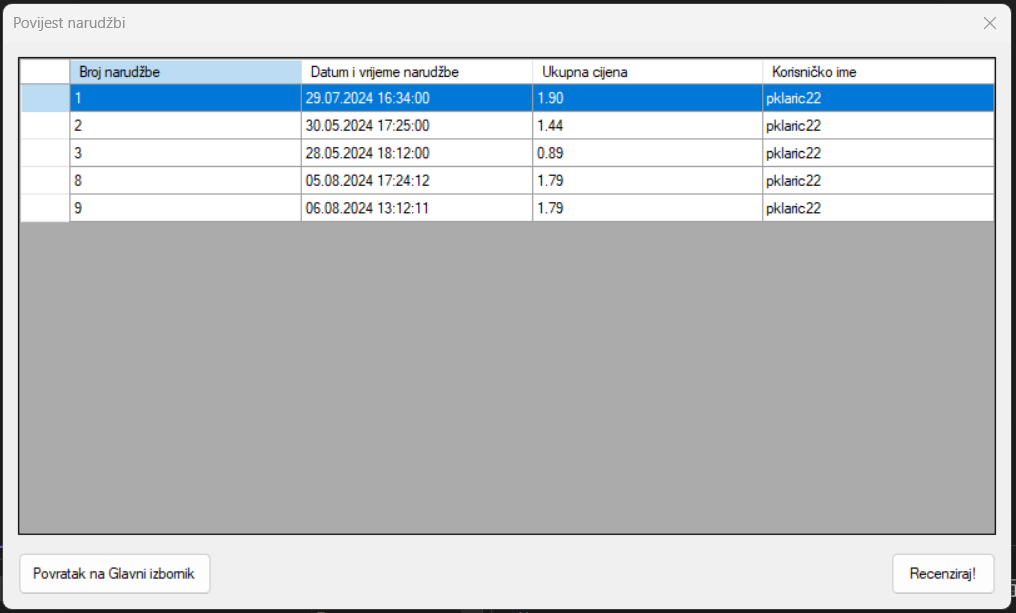 Povijest narudžbi
Broj narudžbe Datum i vrijeme narudžbe Ukupna cijena Korisničko ime
1 29.07.2024 16:34:00 1.90 pklaric22
2 30.05.2024 17:25:00 1.44 pklaric22
3 28.05.2024 18:12:00 0.89 pklaric22
8 05.08.2024 17:24:12 1.79 pklaric22
9 06.08.2024 13:12:11 1.79 pklaric22
Povratak na Glavni izbornik Recenziraj!